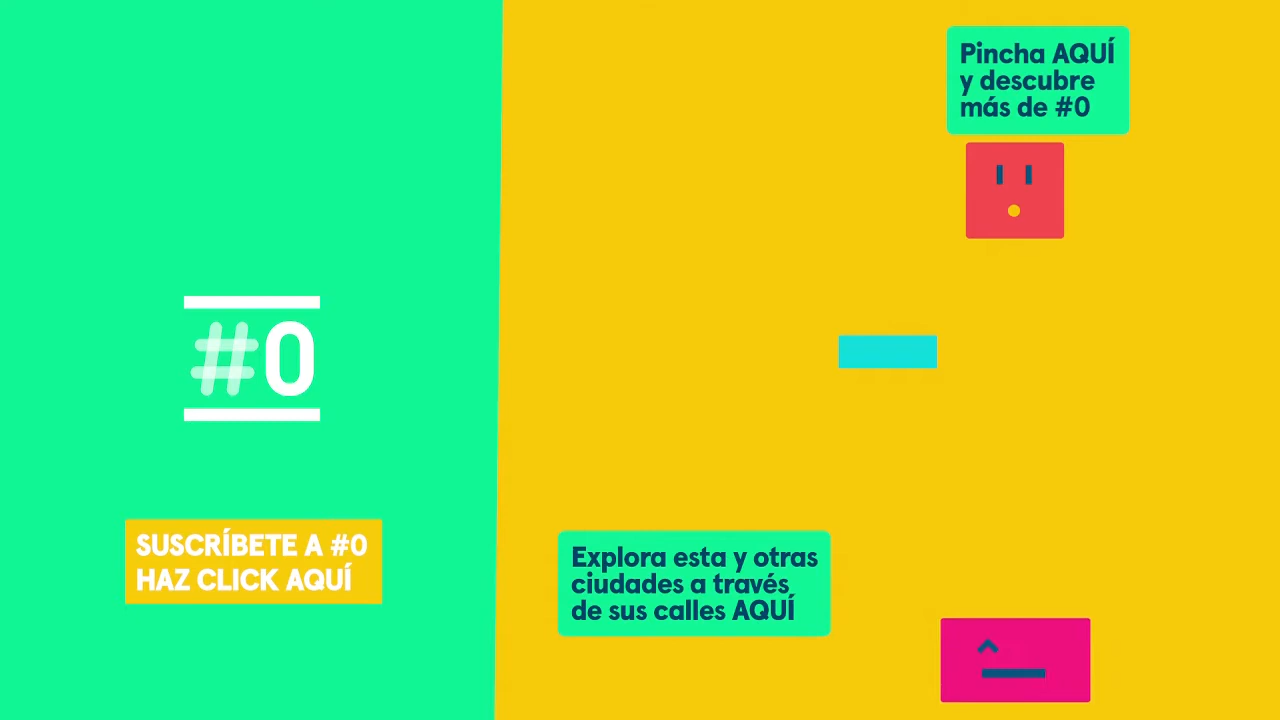 #0
SUSCRÍBETE A #0
HAZ CLICK AQUÍ
Pincha AQUÍ
y descubre
más de #0
Explora esta y otras
ciudades a través
de sus calles AQUÍ